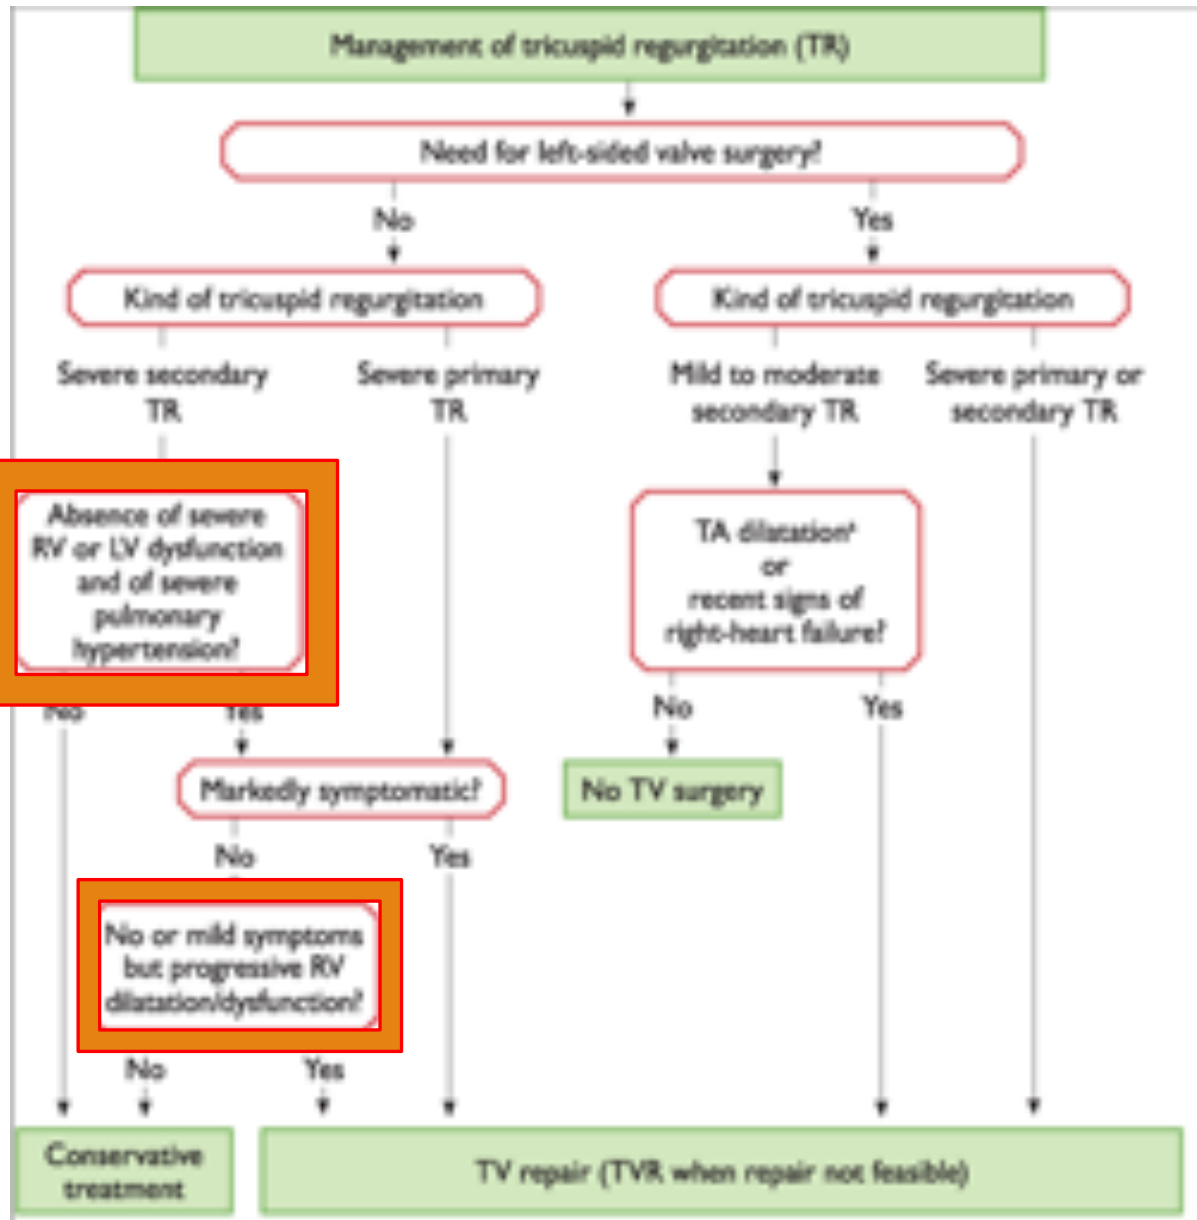 Management of tricuspid regurgitation (TR)
Need for left-sided valve surgery?
No
Yes
Kind of tricuspid regurgitation
Kind of tricuspid regurgitation
Severe secondary
TR
Severe primary
TR
Mild to moderate
secondary TR
Severe primary or
secondary TR
Absence of severe
RV or LV dysfunction
and of severe
pulmonary
hypertension?
TA dilatationᵃ
or
recent signs of
right-heart failure?
No
Yes
No
Yes
Markedly symptomatic?
No TV surgery
No
Yes
No or mild symptoms
but progressive RV
dilatation/dysfunction?
No
Yes
Conservative
treatment
TV repair (TVR when repair not feasible)